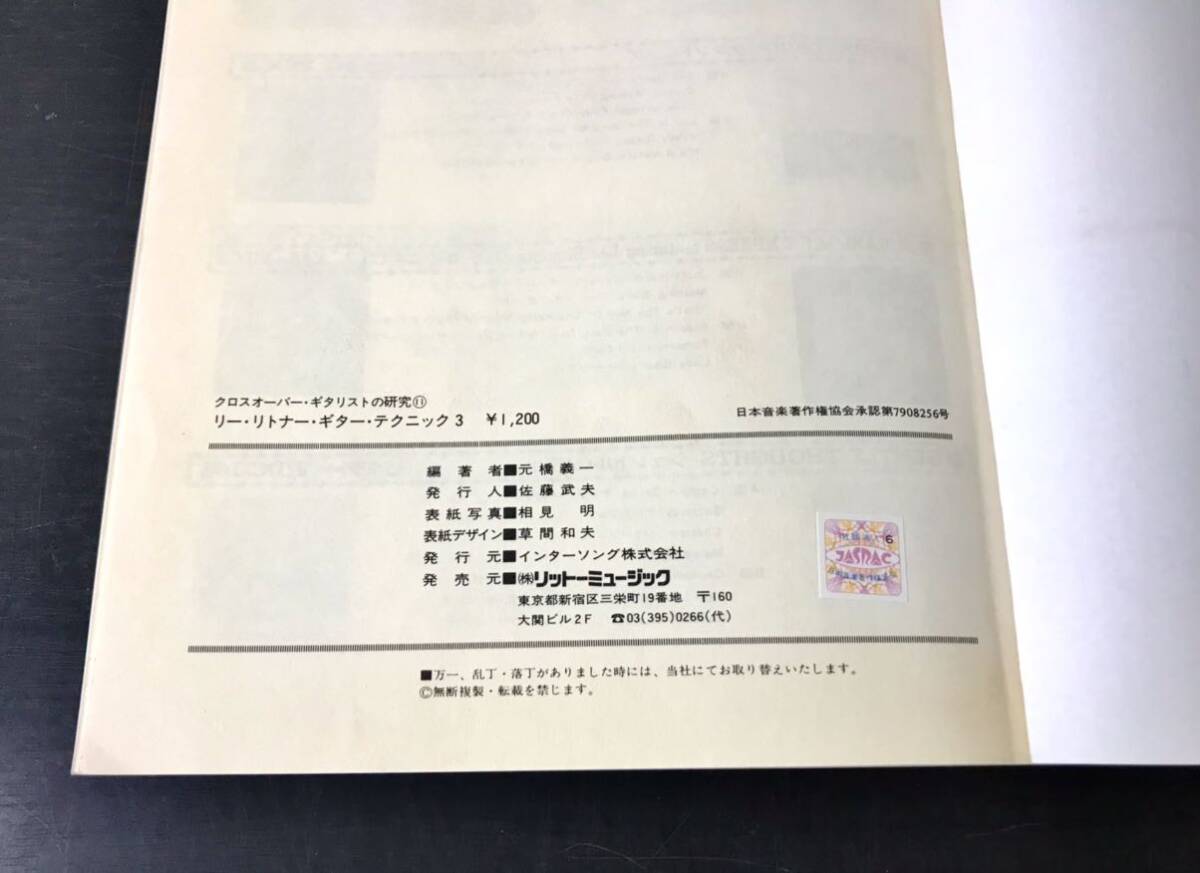 クロスオーバー・ギタリストの研究⑪
リー・リトナー・ギター・テクニック 3 ¥1,200
日本音楽著作権協会承認第7908256号
編著者■元橋義一
発行人■佐藤武夫
表紙写真■相見 明
表紙デザイン■草間和夫
発行元■インターソング株式会社
発売元■㈱リットーミュージック
東京都新宿区三栄町19番地 〒160
大関ビル2F ☎03(395)0266(代)
6
JASRAC
■万一、乱丁・落丁がありました時には、当社にてお取り替えいたします。
©無断複製・転載を禁じます。